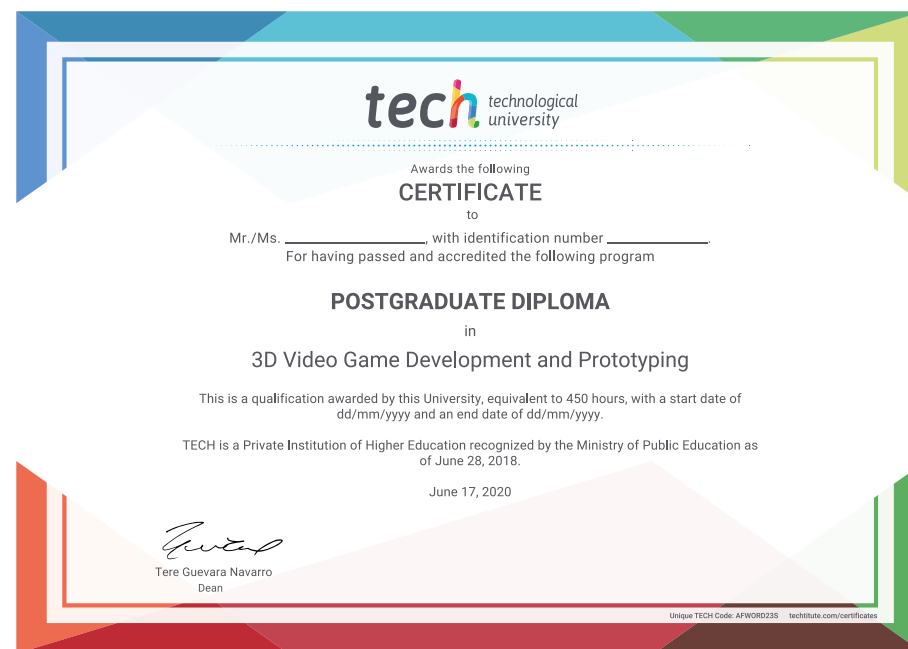 tech technological
university
Awards the following
CERTIFICATE
to
Mr./Ms. ____________________, with identification number ______________.
For having passed and accredited the following program
POSTGRADUATE DIPLOMA
in
3D Video Game Development and Prototyping
This is a qualification awarded by this University, equivalent to 450 hours, with a start date of
dd/mm/yyyy and an end date of dd/mm/yyyy.
TECH is a Private Institution of Higher Education recognized by the Ministry of Public Education as
of June 28, 2018.
June 17, 2020
Tere Guevara Navarro
Dean
Unique TECH Code: AFWORD23S techtitute.com/certificates